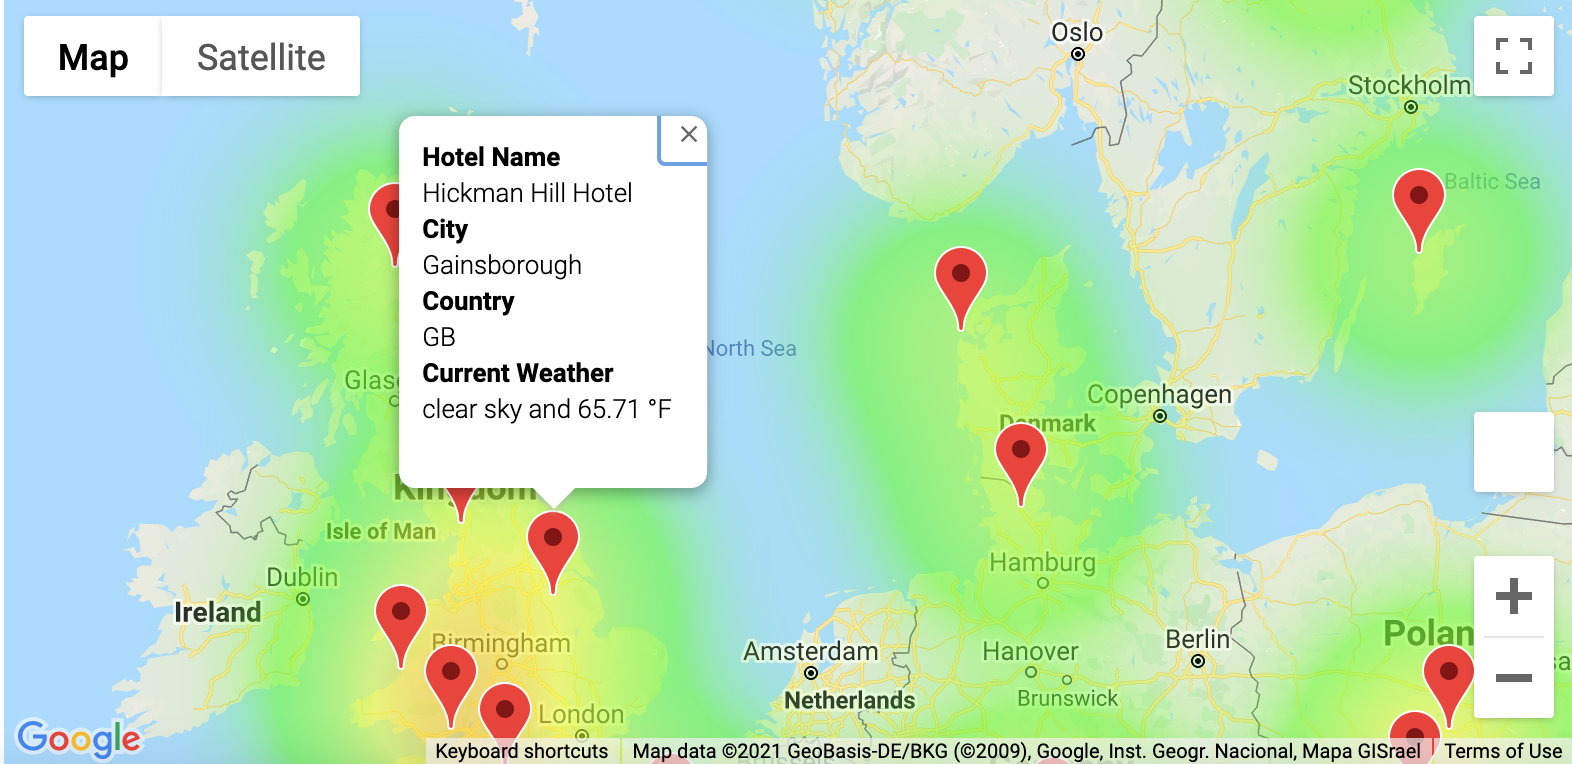 Map
Satellite
Oslo
Stockholm
Baltic Sea
Hotel Name
Hickman Hill Hotel
City
Gainsborough
Country
GB
Current Weather
clear sky and 65.71 °F
North Sea
Glasg
Copenhagen
Denmark
Kingdom
Isle of Man
Dublin
Ireland
Hamburg
Birmingham
Amsterdam
Hanover
Berlin
Polan
Netherlands
Brunswick
London
Google
Keyboard shortcuts
Map data ©2021 GeoBasis-DE/BKG (©2009), Google, Inst. Geogr. Nacional, Mapa GISrael
Terms of Use